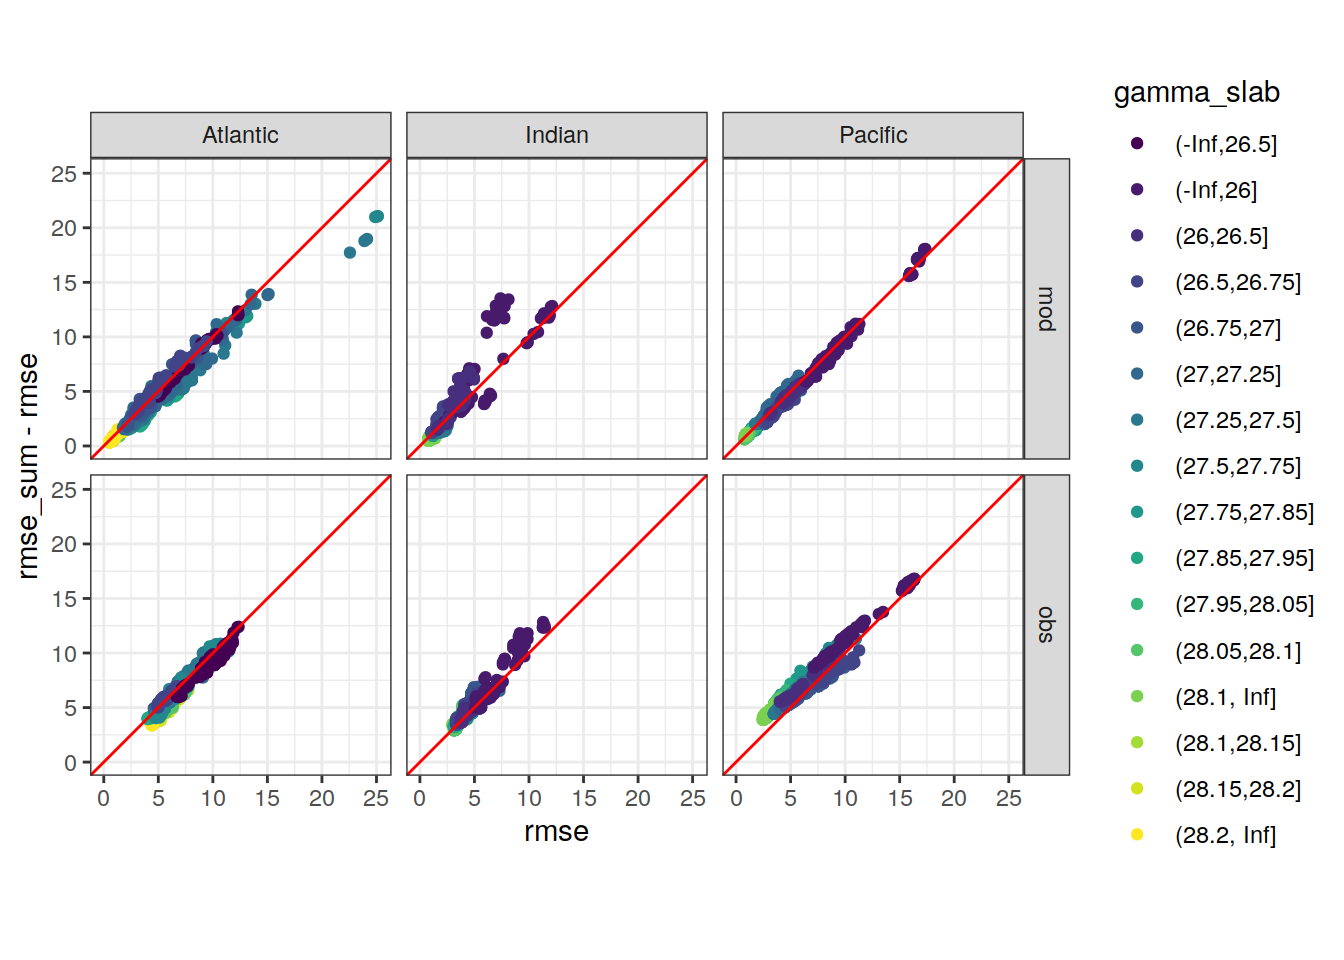 Atlantic Indian Pacific
25
20
15
10
5
0
mod
25
20
15
10
5
0
obs
0 5 10 15 20 25 0 5 10 15 20 25 0 5 10 15 20 25
rmse
rmse_sum - rmse
gamma_slab
(-Inf,26.5]
(-Inf,26]
(26,26.5]
(26.5,26.75]
(26.75,27]
(27,27.25]
(27.25,27.5]
(27.5,27.75]
(27.75,27.85]
(27.85,27.95]
(27.95,28.05]
(28.05,28.1]
(28.1, Inf]
(28.1,28.15]
(28.15,28.2]
(28.2, Inf]